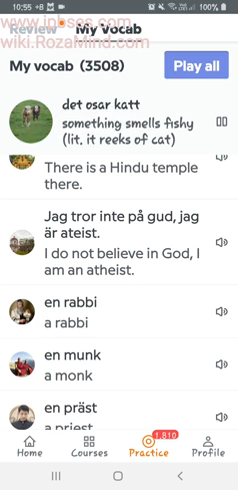 10:55 +B
100%
www.inbses.com
Review My Vocab
wiki.RozaMind.com
My vocab (3508) Play all
det osar katt
something smells fishy
(lit. it reeks of cat)
There is a Hindu temple
there.
Jag tror inte på gud, jag
är ateist.
I do not believe in God, I
am an atheist.
en rabbi
a rabbi
en munk
a monk
en präst
a priest
1,810
Home Courses Practice Profile